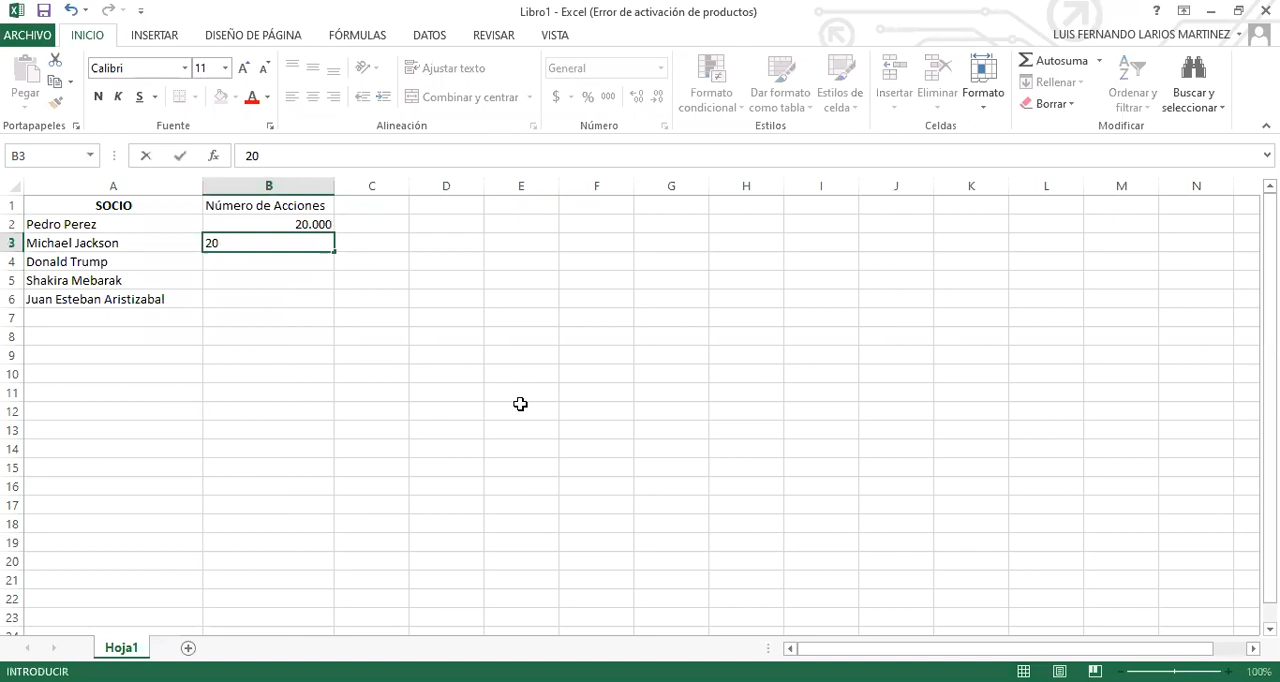 Libro1 - Excel (Error de activación de productos)
?
ARCHIVO INICIO INSERTAR DISEÑO DE PÁGINA FÓRMULAS DATOS REVISAR VISTA LUIS FERNANDO LARIOS MARTINEZ
Calibri 11 Ajustar texto General Autosuma
Rellenar
Pegar Formato Dar formato Estilos de Insertar Eliminar Formato Ordenar y Buscar y
N K S A Combinar y centrar $ % 000 condicional como tabla celda Borrar filtrar seleccionar
Portapapeles Fuente Alineación Número Estilos Celdas Modificar
B3 fx 20
A B C D E F G H I J K L M N
1 SOCIO Número de Acciones
2 Pedro Perez 20.000
3 Michael Jackson 20
4 Donald Trump
5 Shakira Mebarak
6 Juan Esteban Aristizabal
7
8
9
10
11
12
13
14
15
16
17
18
19
20
21
22
23
Hoja1
INTRODUCIR 100%